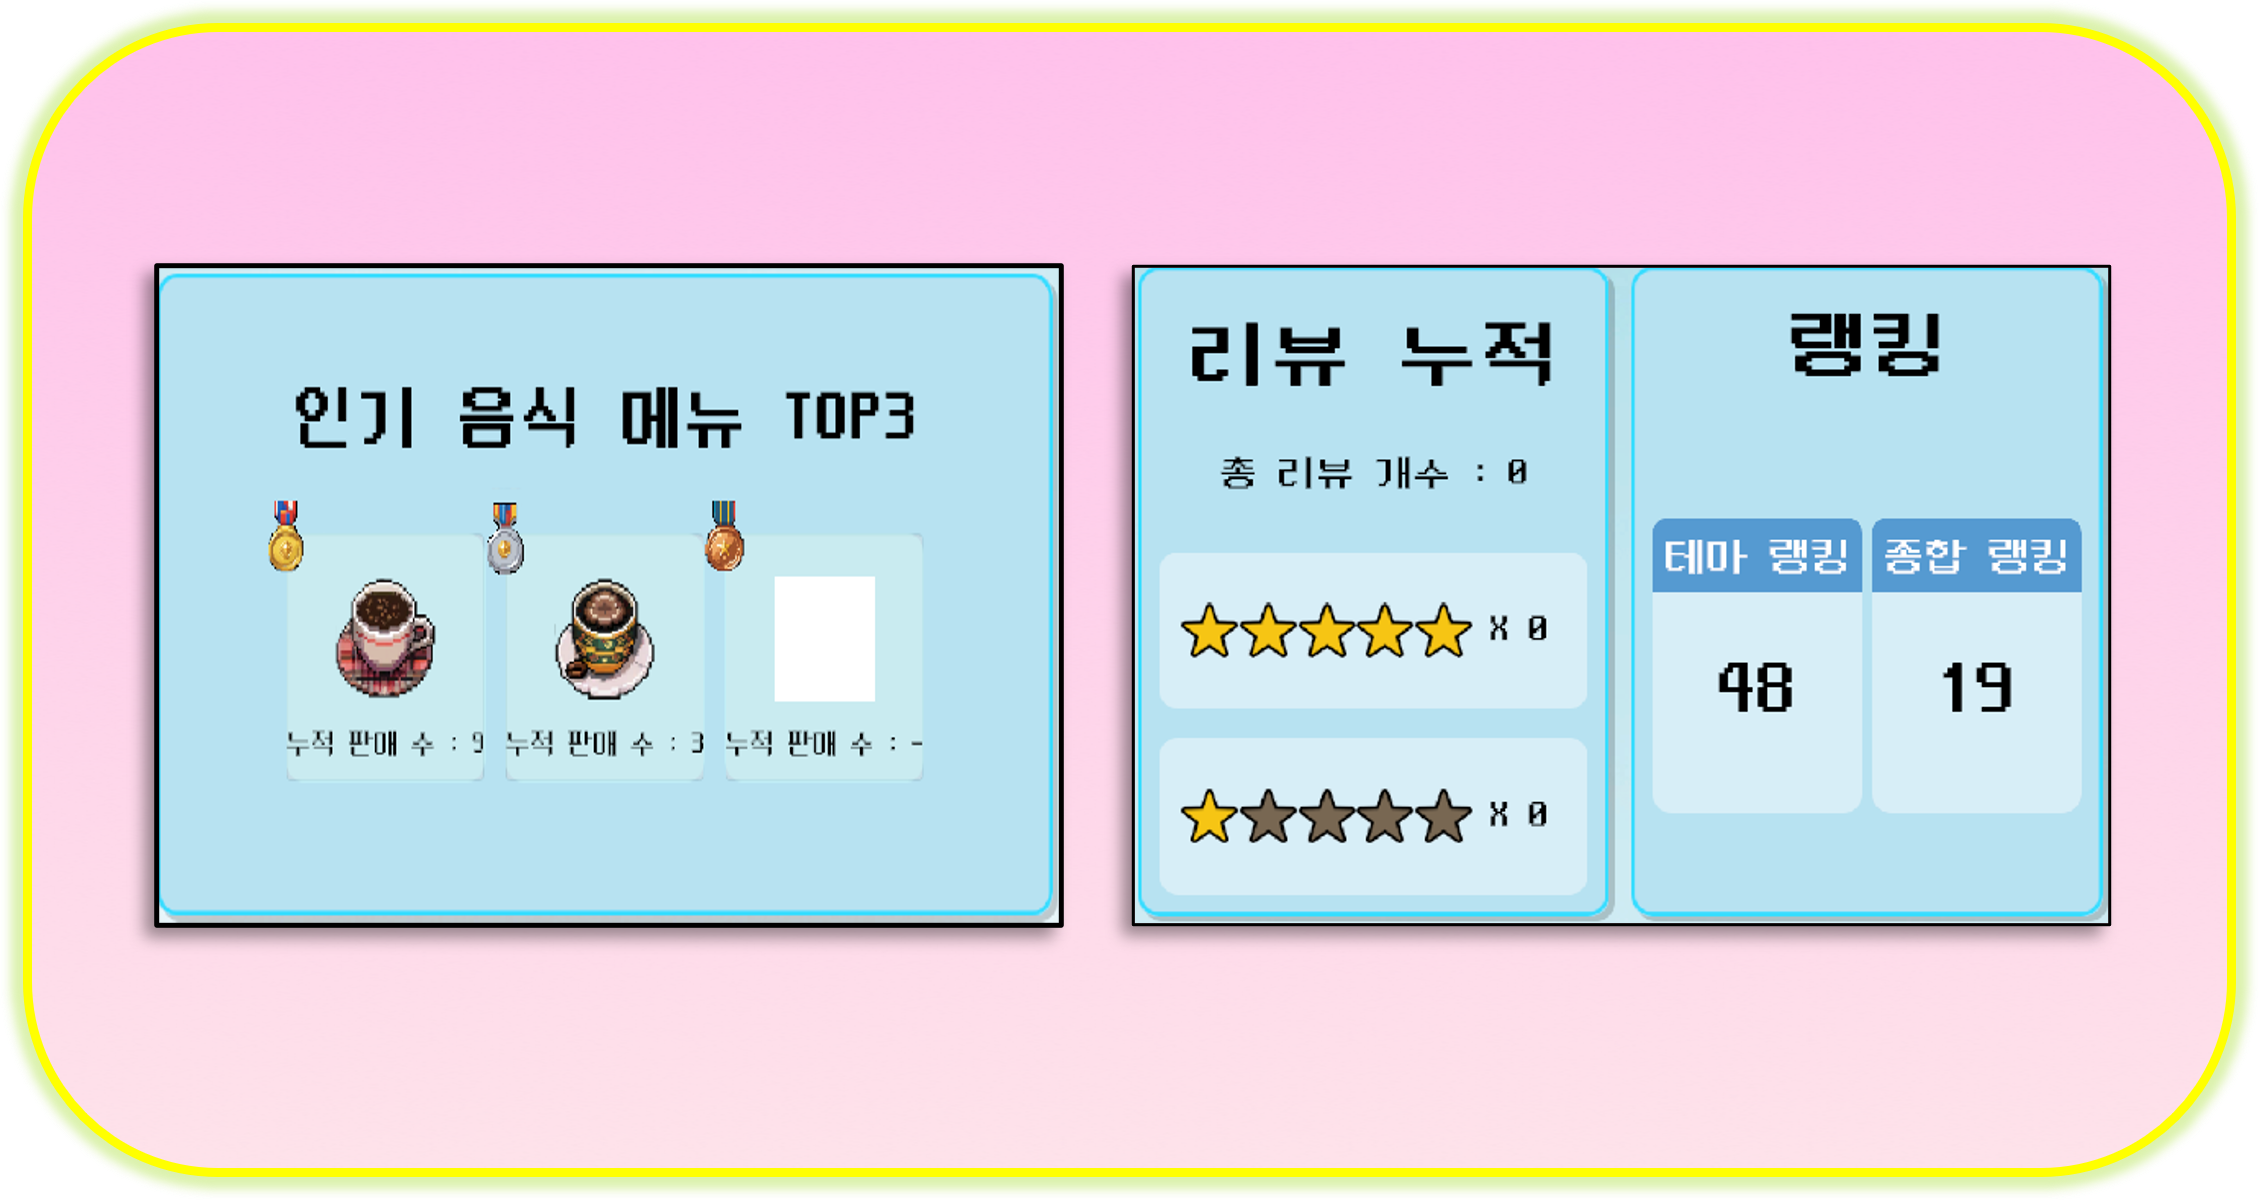 인기 음식 메뉴 TOP3
누적 판매 수 : 9
누적 판매 수 : 3
누적 판매 수 : -
리뷰 누적
총 리뷰 개수 : 0
X 0
X 0
랭킹
테마 랭킹
48
종합 랭킹
19